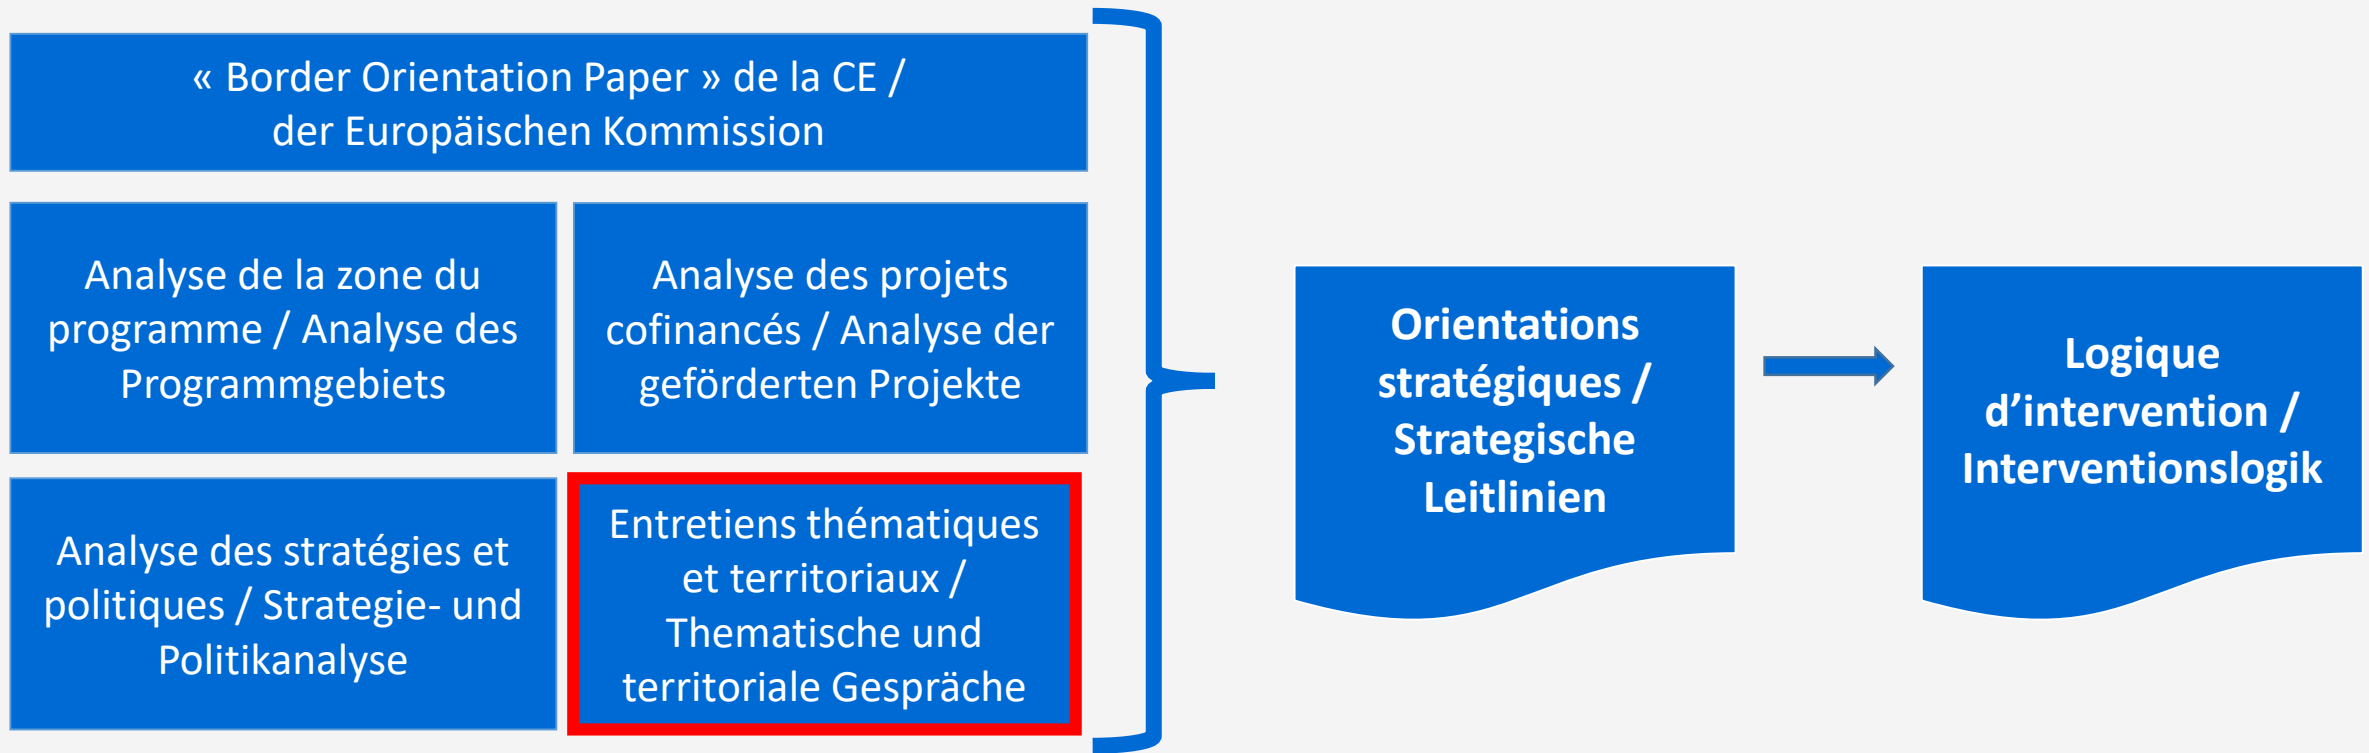 « Border Orientation Paper » de la CE /
der Europäischen Kommission
Analyse de la zone du
programme / Analyse des
Programmgebiets
Analyse des projets
cofinancés / Analyse der
geförderten Projekte
Analyse des stratégies et
politiques / Strategie- und
Politikanalyse
Entretiens thématiques
et territoriaux /
Thematische und
territoriale Gespräche
Orientations
stratégiques /
Strategische
Leitlinien
Logique
d’intervention /
Interventionslogik